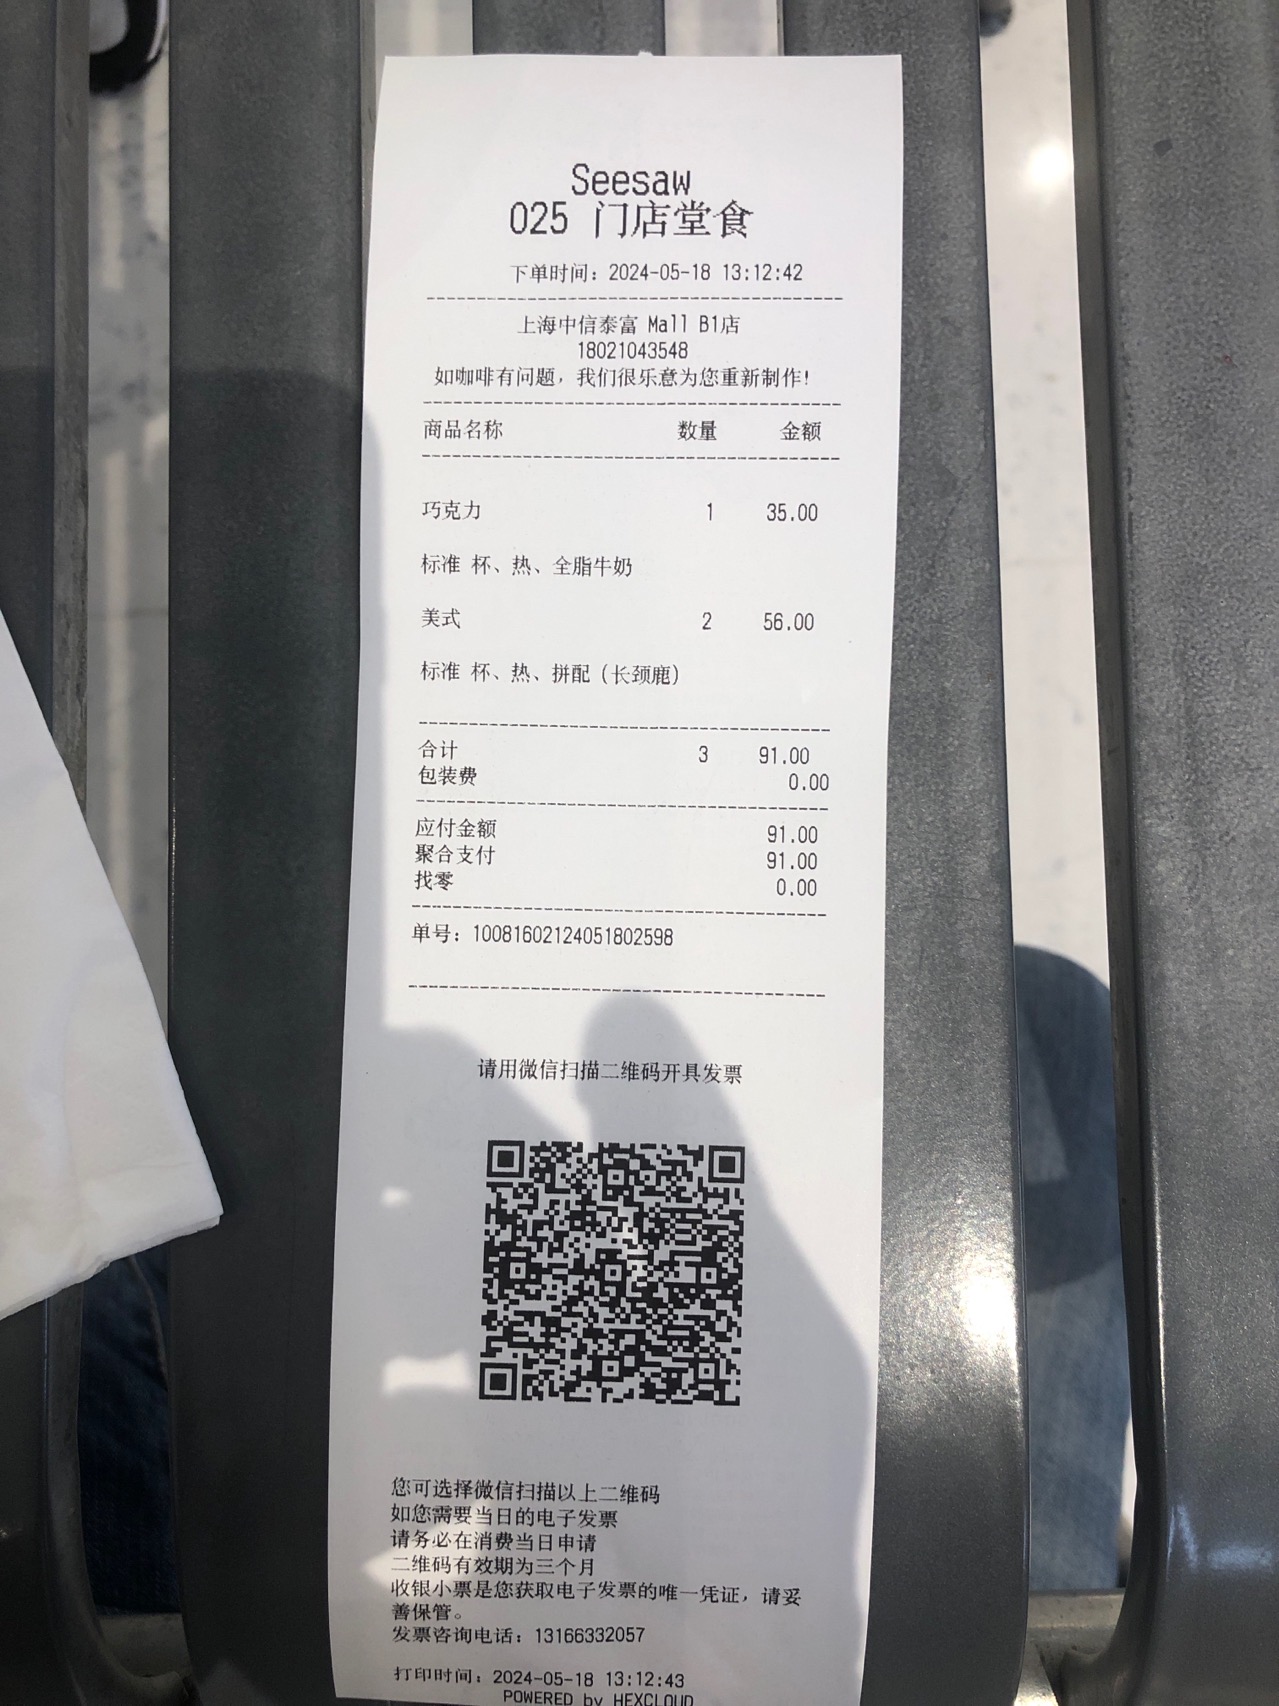 Seesaw
025 门店堂食
下单时间：2024-05-18 13:12:42
上海中信泰富 Mall B1店
18021043548
如咖啡有问题，我们很乐意为您重新制作！
商品名称 数量 金额
巧克力 1 35.00
标准 杯、热、全脂牛奶
美式 2 56.00
标准 杯、热、拼配（长颈鹿）
合计 3 91.00
包装费 0.00
应付金额 91.00
聚合支付 91.00
找零 0.00
单号：10081602124051802598
请用微信扫描二维码开具发票
您可选择微信扫描以上二维码
如您需要当日的电子发票
请务必在消费当日申请
二维码有效期为三个月
收银小票是您获取电子发票的唯一凭证，请妥
善保管。
发票咨询电话：13166332057
打印时间：2024-05-18 13:12:43
POWERED by HEXCLOUD